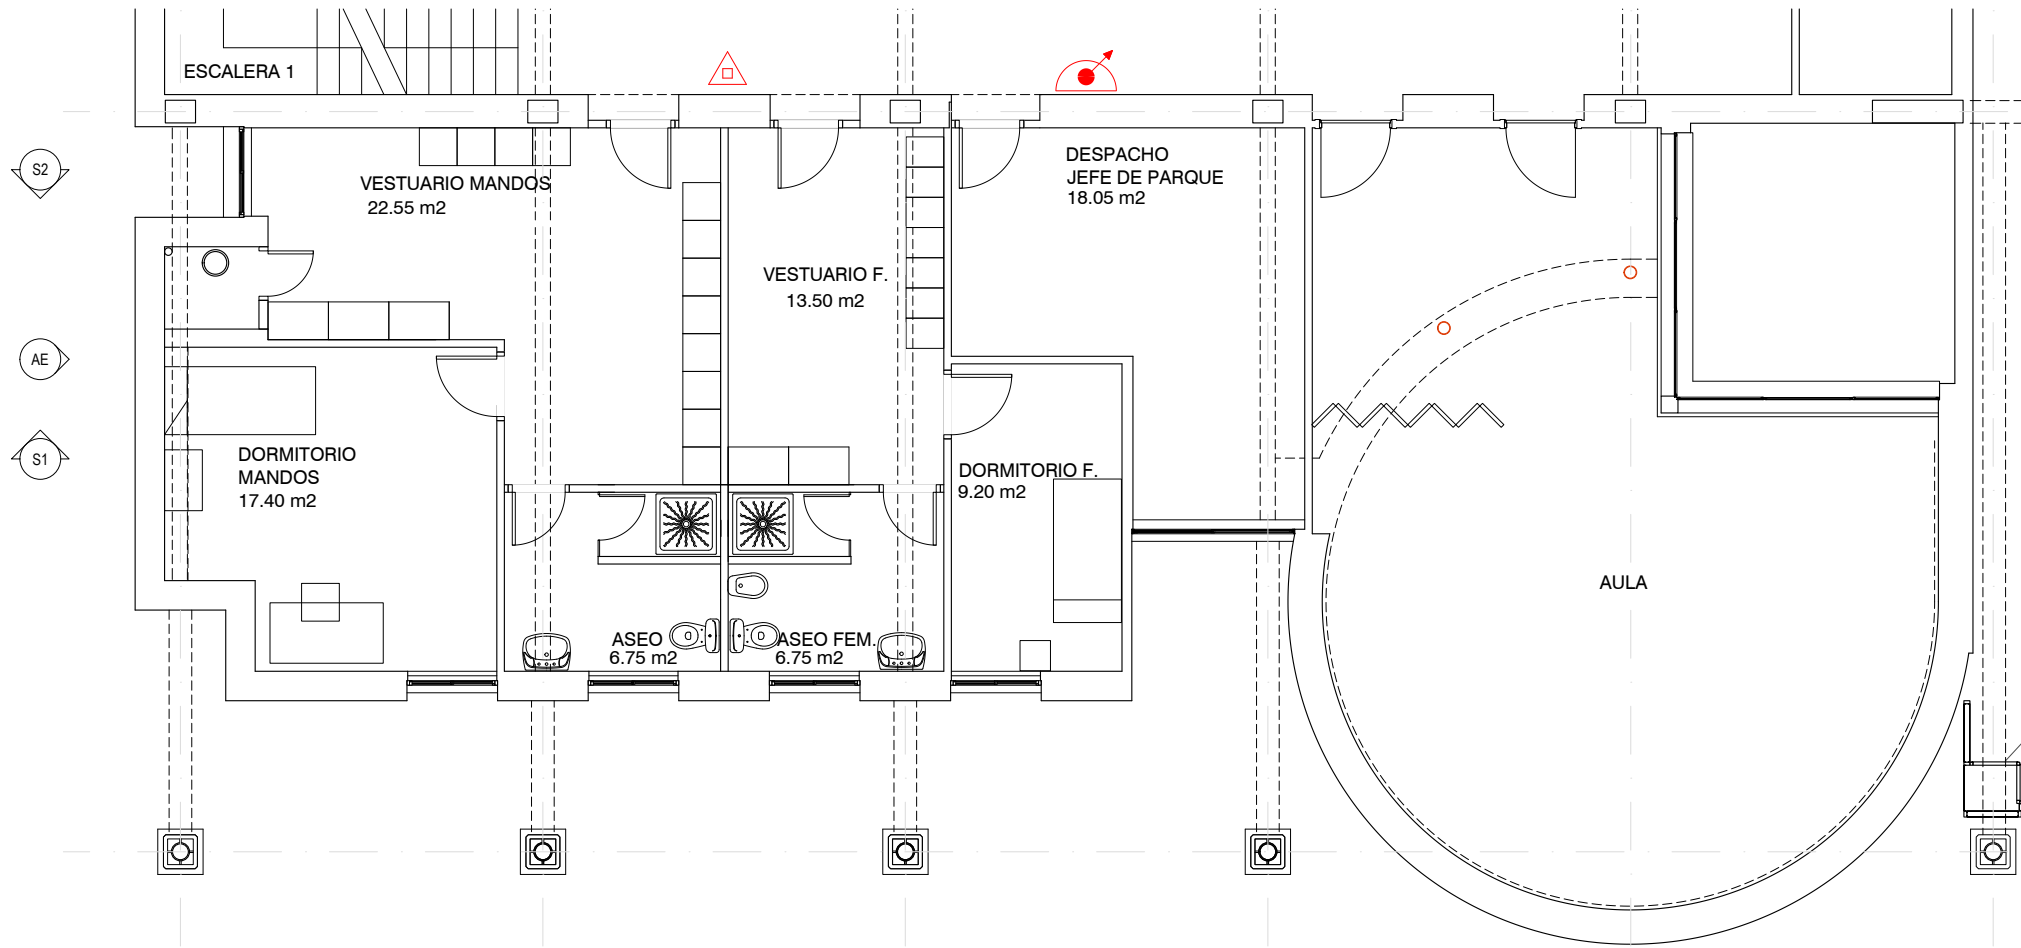 ESCALERA 1
S2
VESTUARIO MANDOS
22.55 m2
DESPACHO
JEFE DE PARQUE
18.05 m2
VESTUARIO F.
13.50 m2
AE
S1
DORMITORIO
MANDOS
17.40 m2
DORMITORIO F.
9.20 m2
AULA
ASEO
6.75 m2
ASEO FEM.
6.75 m2